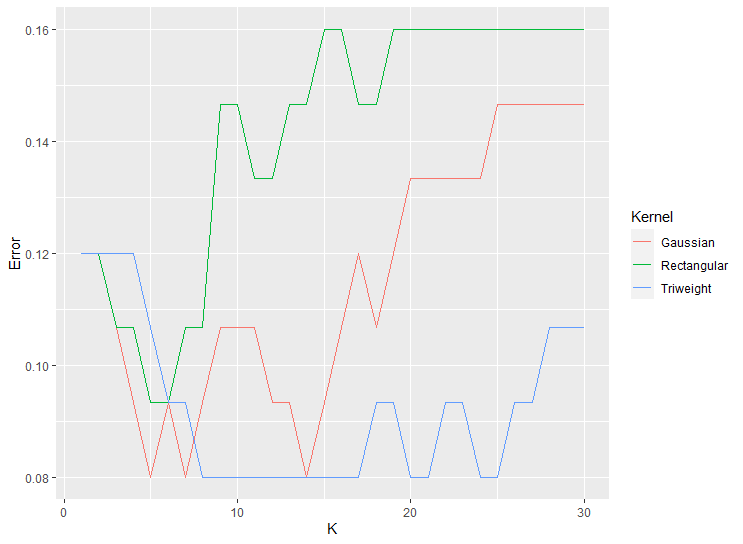 0.16
0.14
0.12
0.10
0.08
Error
0
10
20
30
K
Kernel
Gaussian
Rectangular
Triweight